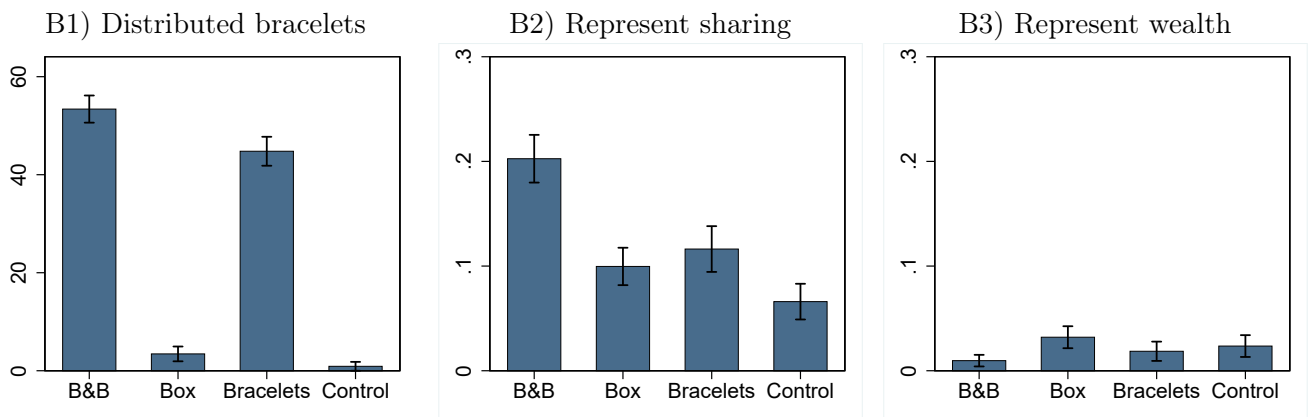 B1) Distributed bracelets
60
40
20
0
B&B Box Bracelets Control
B2) Represent sharing
.3
.2
.1
0
B&B Box Bracelets Control
B3) Represent wealth
.3
.2
.1
0
B&B Box Bracelets Control